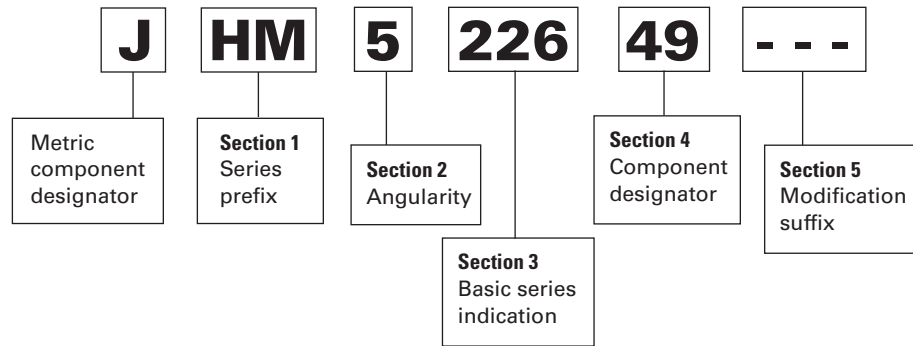 J HM 5 226 49 - - -
Metric
component
designator
Section 1
Series
prefix
Section 2
Angularity
Section 3
Basic series
indication
Section 4
Component
designator
Section 5
Modification
suffix